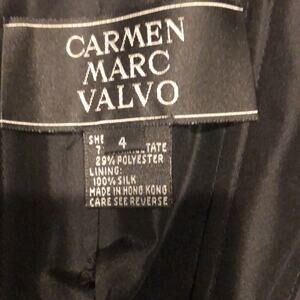 CARMEN
MARC
VALVO
4
29% POLYESTER
LINING:
100% SILK
MADE IN HONG KONG
CARE SEE REVERSE